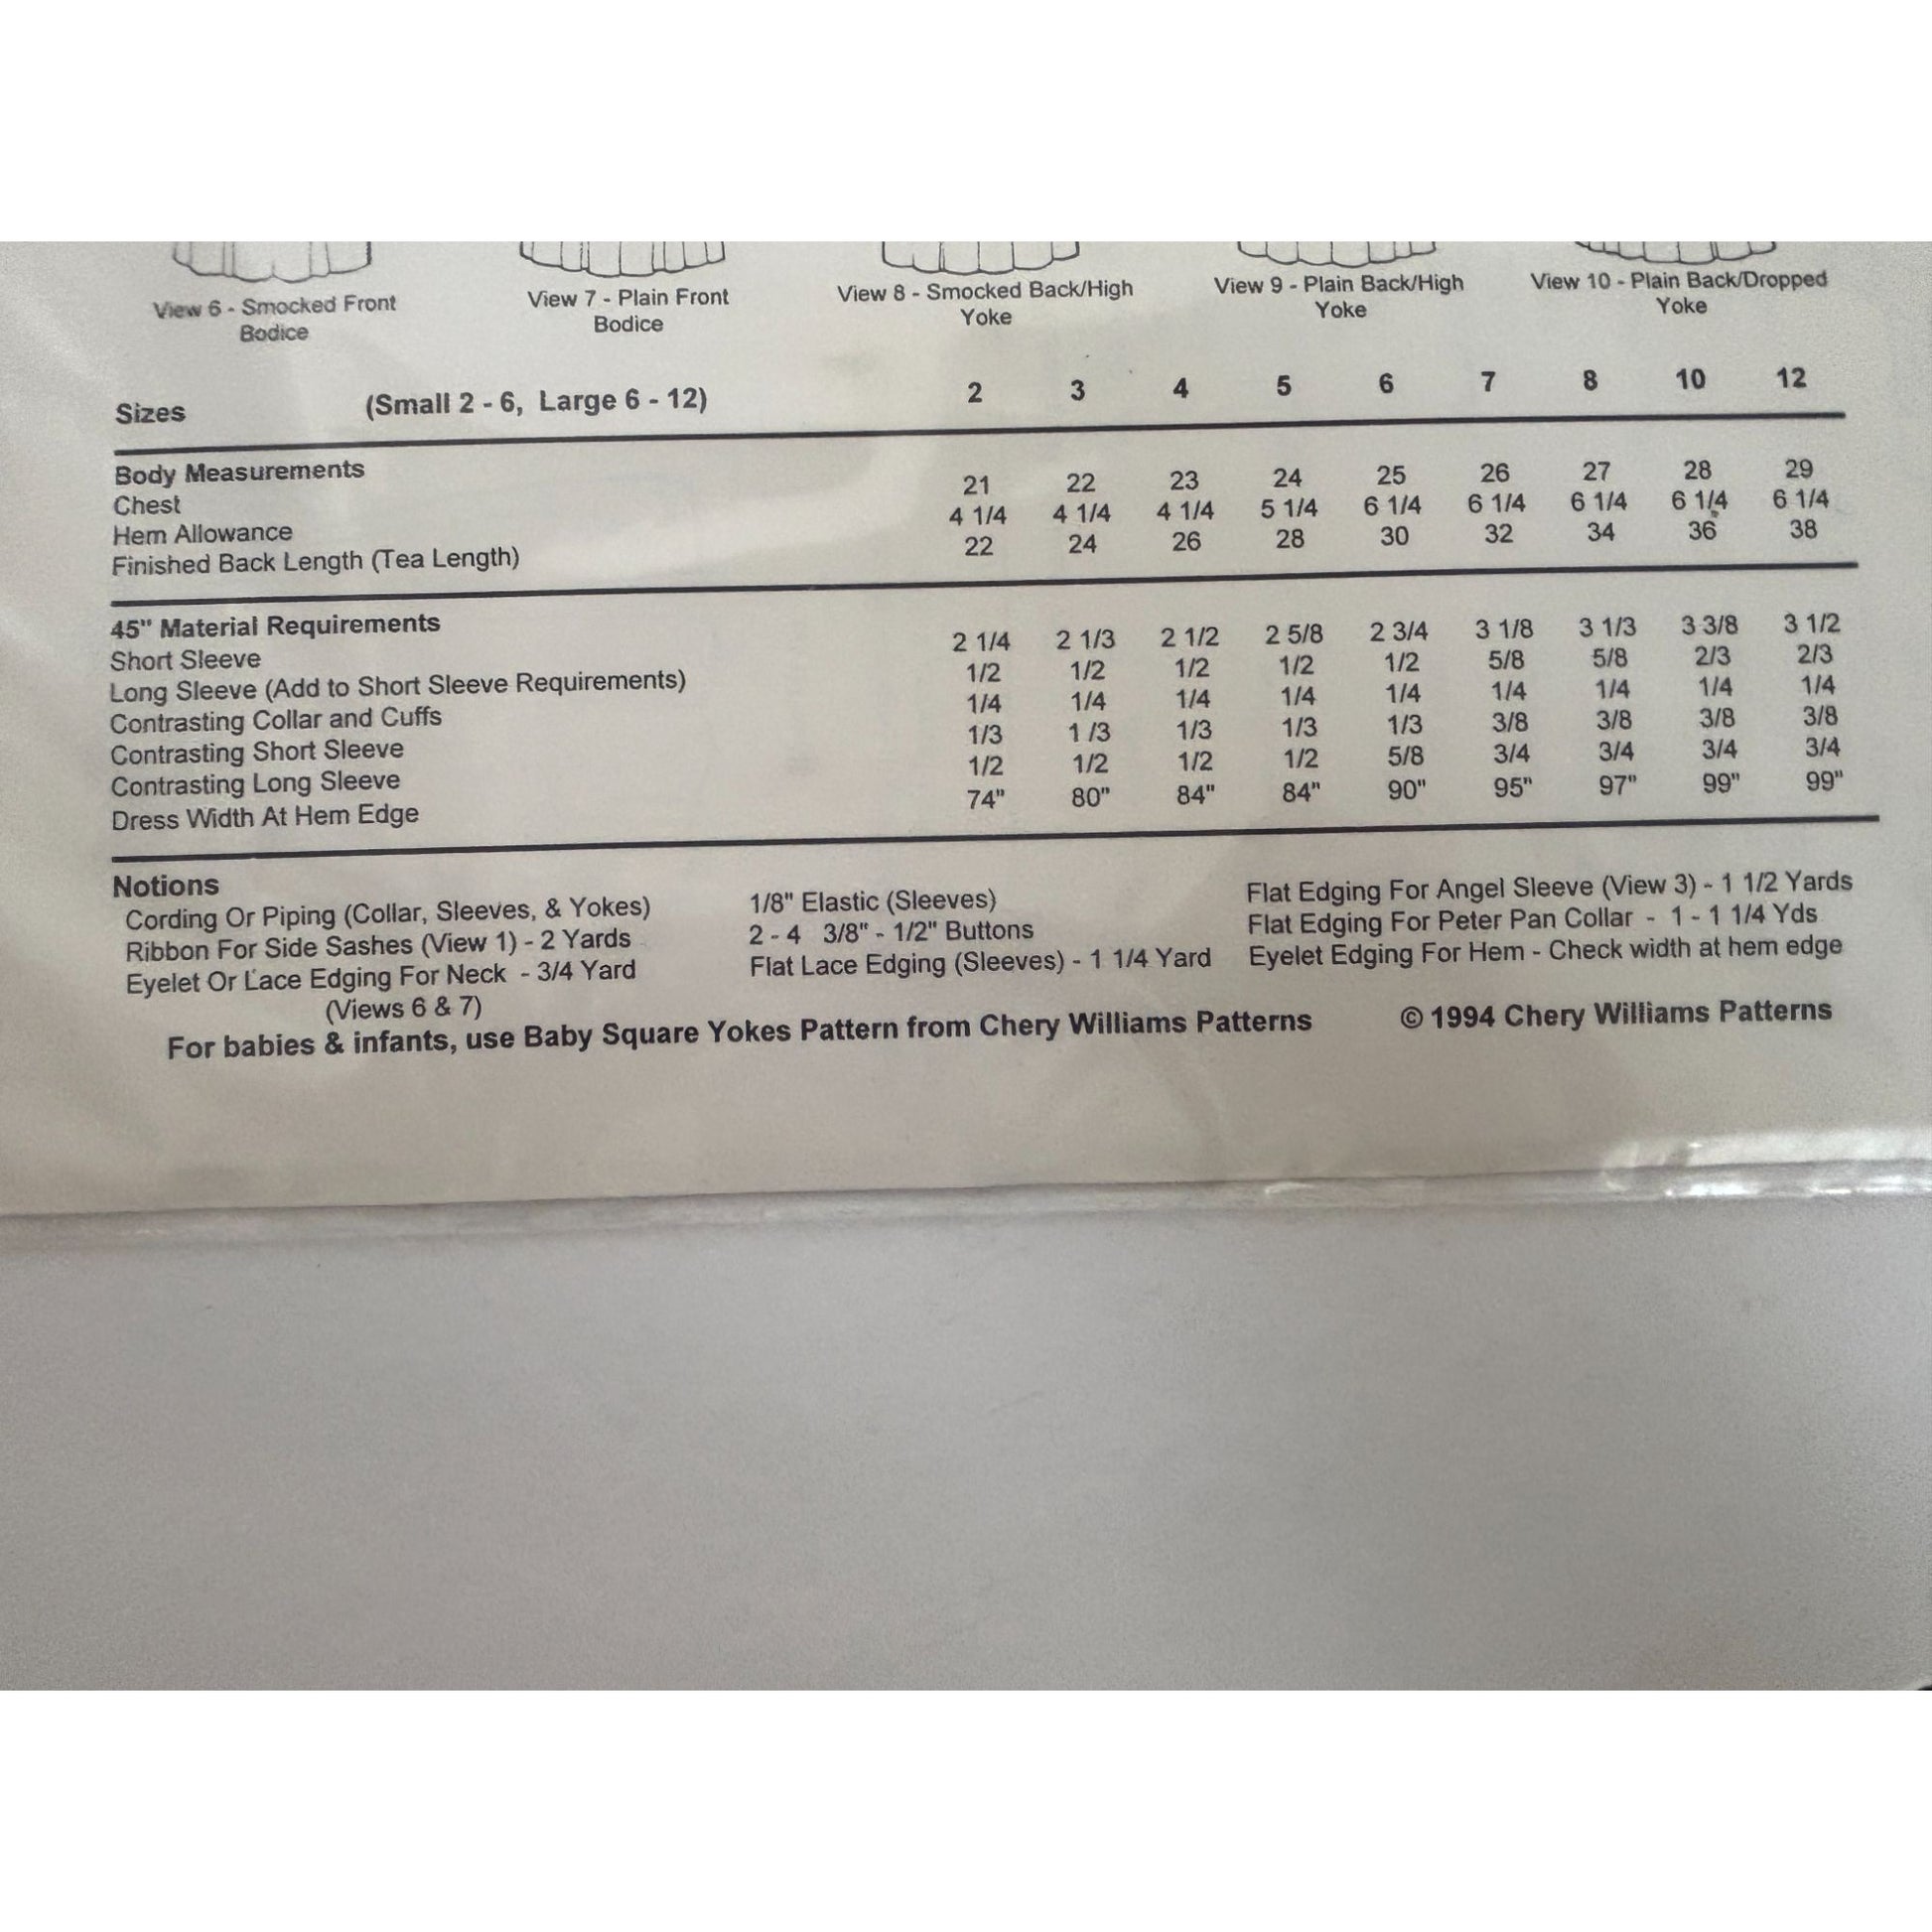 View 6 - Smocked Front
Bodice
View 7 - Plain Front
Bodice
View 8 - Smocked Back/High
Yoke
View 9 - Plain Back/High
Yoke
View 10 - Plain Back/Dropped
Yoke
Sizes (Small 2 - 6, Large 6 - 12) 2 3 4 5 6 7 8 10 12
Body Measurements
Chest 21 22 23 24 25 26 27 28 29
Hem Allowance 4 1/4 4 1/4 4 1/4 5 1/4 6 1/4 6 1/4 6 1/4 6 1/4 6 1/4
Finished Back Length (Tea Length) 22 24 26 28 30 32 34 36 38
45" Material Requirements
Short Sleeve 2 1/4 2 1/3 2 1/2 2 5/8 2 3/4 3 1/8 3 1/3 3 3/8 3 1/2
Long Sleeve (Add to Short Sleeve Requirements) 1/2 1/2 1/2 1/2 1/2 5/8 5/8 2/3 2/3
Contrasting Collar and Cuffs 1/4 1/4 1/4 1/4 1/4 1/4 1/4 1/4 1/4
Contrasting Short Sleeve 1/3 1 /3 1/3 1/3 1/3 3/8 3/8 3/8 3/8
Contrasting Long Sleeve 1/2 1/2 1/2 1/2 5/8 3/4 3/4 3/4 3/4
Dress Width At Hem Edge 74" 80" 84" 84" 90" 95" 97" 99" 99"
Notions
Cording Or Piping (Collar, Sleeves, & Yokes)
Ribbon For Side Sashes (View 1) - 2 Yards
Eyelet Or Lace Edging For Neck - 3/4 Yard
(Views 6 & 7)
1/8" Elastic (Sleeves)
2 - 4 3/8" - 1/2" Buttons
Flat Lace Edging (Sleeves) - 1 1/4 Yard
Flat Edging For Angel Sleeve (View 3) - 1 1/2 Yards
Flat Edging For Peter Pan Collar - 1 - 1 1/4 Yds
Eyelet Edging For Hem - Check width at hem edge
For babies & infants, use Baby Square Yokes Pattern from Chery Williams Patterns
© 1994 Chery Williams Patterns